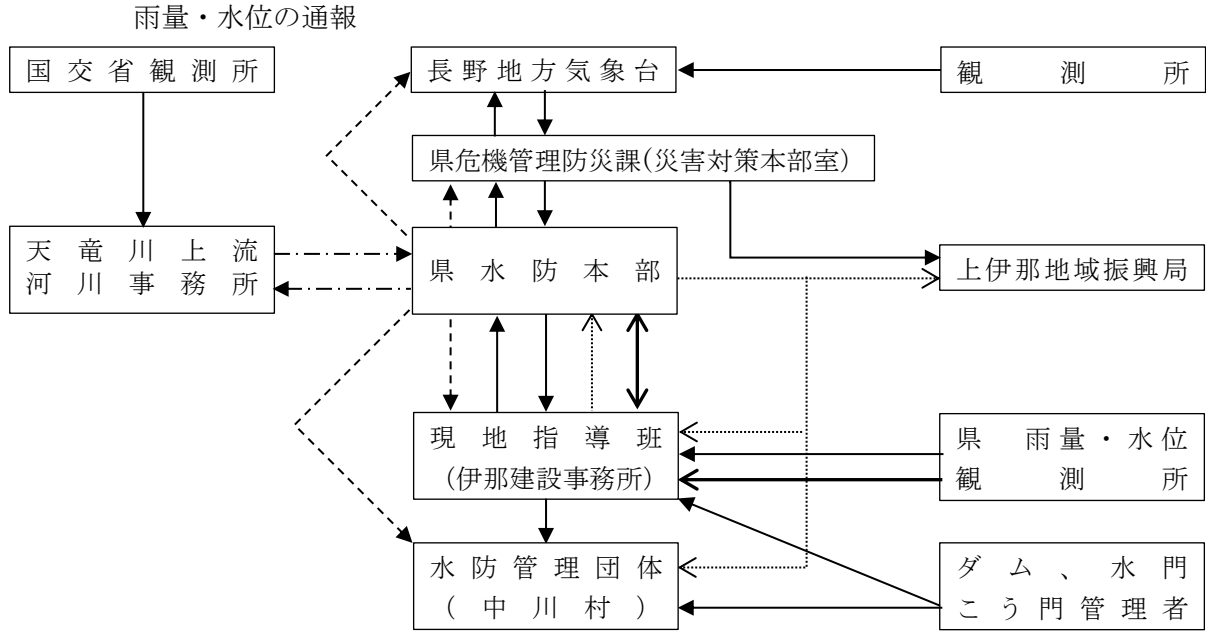 雨量・水位の通報
国交省観測所
長野地方気象台
観測所
県危機管理防災課(災害対策本部室)
天竜川上流
河川事務所
県水防本部
上伊那地域振興局
現地指導班
(伊那建設事務所)
県 雨量・水位
観測所
水防管理団体
(中川村)
ダム、水門
こう門管理者